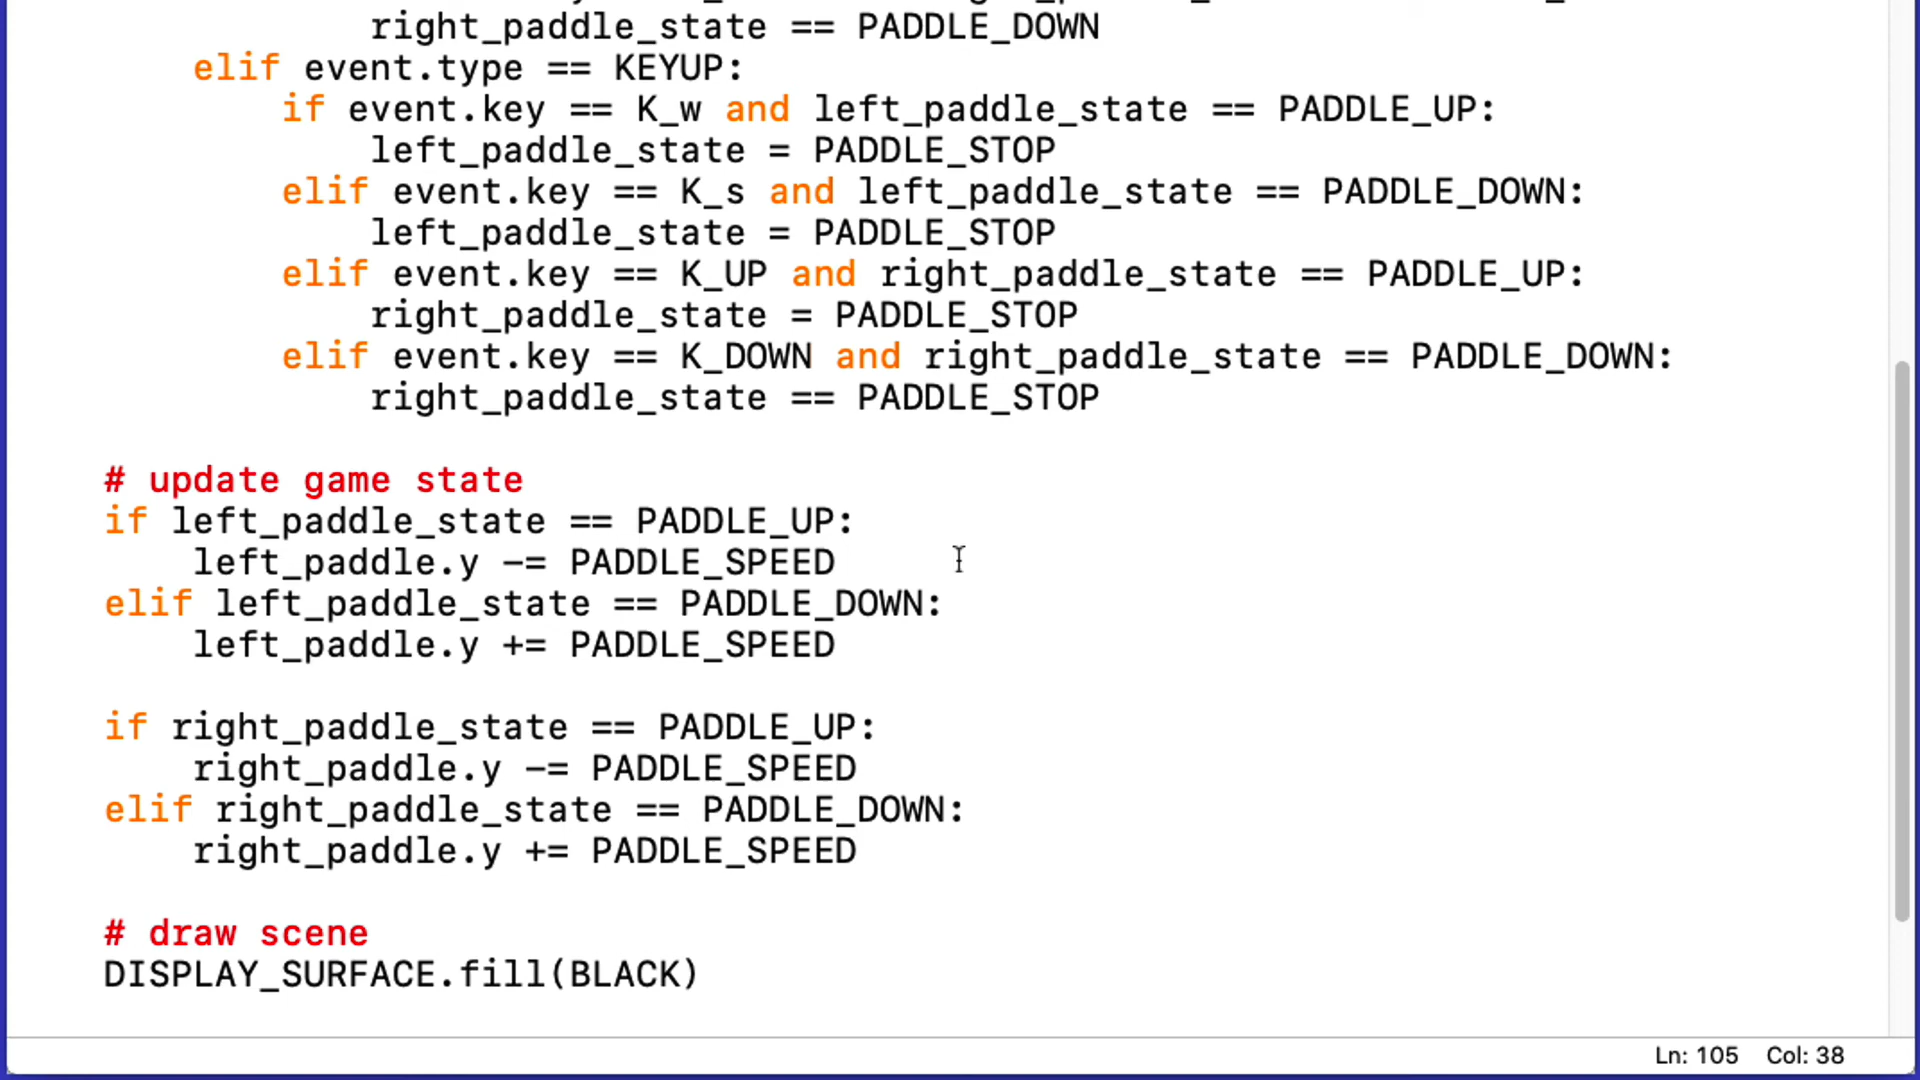 right_paddle_state == PADDLE_DOWN
elif event.type == KEYUP:
if event.key == K_w and left_paddle_state == PADDLE_UP:
left_paddle_state = PADDLE_STOP
elif event.key == K_s and left_paddle_state == PADDLE_DOWN:
left_paddle_state = PADDLE_STOP
elif event.key == K_UP and right_paddle_state == PADDLE_UP:
right_paddle_state = PADDLE_STOP
elif event.key == K_DOWN and right_paddle_state == PADDLE_DOWN:
right_paddle_state == PADDLE_STOP
# update game state
if left_paddle_state == PADDLE_UP:
left_paddle.y -= PADDLE_SPEED
elif left_paddle_state == PADDLE_DOWN:
left_paddle.y += PADDLE_SPEED
if right_paddle_state == PADDLE_UP:
right_paddle.y -= PADDLE_SPEED
elif right_paddle_state == PADDLE_DOWN:
right_paddle.y += PADDLE_SPEED
# draw scene
DISPLAY_SURFACE.fill(BLACK)
Ln: 105 Col: 38